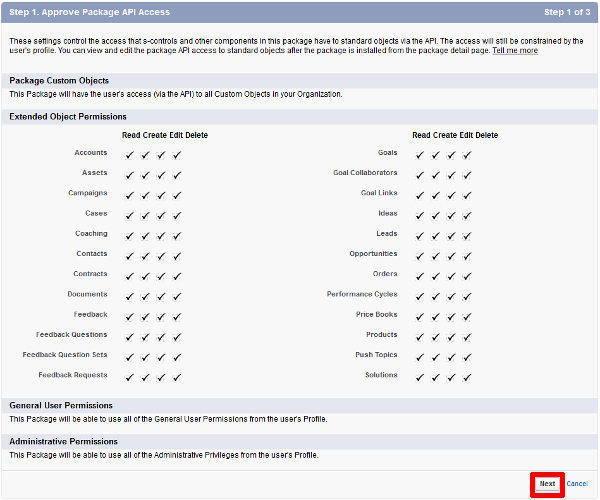 Step 1. Approve Package API Access Step 1 of 3
These settings control the access that s-controls and other components in this package have to standard objects via the API. The access will still be constrained by the
user's profile. You can view and edit the package API access to standard objects after the package is installed from the package detail page. Tell me more
Package Custom Objects
This Package will have the user's access (via the API) to all Custom Objects in your Organization.
Extended Object Permissions
Read Create Edit Delete Read Create Edit Delete
Accounts Goals
Assets Goal Collaborators
Campaigns Goal Links
Cases Ideas
Coaching Leads
Contacts Opportunities
Contracts Orders
Documents Performance Cycles
Feedback Price Books
Feedback Questions Products
Feedback Question Sets Push Topics
Feedback Requests Solutions
General User Permissions
This Package will be able to use all of the General User Permissions from the user's Profile.
Administrative Permissions
This Package will be able to use all of the Administrative Privileges from the user's Profile.
Next Cancel